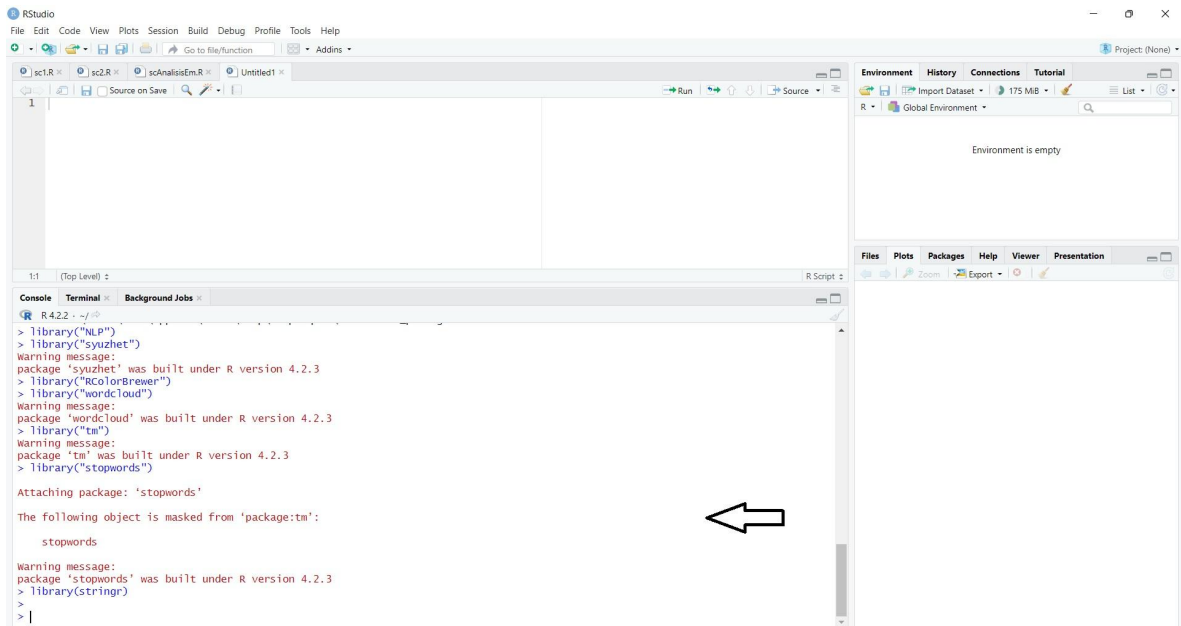 RStudio
File Edit Code View Plots Session Build Debug Profile Tools Help
Go to file/function Addins Project: (None)
sc1.R sc2.R scAnalisisEm.R Untitled1
Source on Save Run Source
1
1:1 (Top Level) R Script
Console Terminal Background Jobs
R 4.2.2 · ~/
> library("NLP")
> library("syuzhet")
Warning message:
package ‘syuzhet’ was built under R version 4.2.3
> library("RColorBrewer")
> library("wordcloud")
Warning message:
package ‘wordcloud’ was built under R version 4.2.3
> library("tm")
Warning message:
package ‘tm’ was built under R version 4.2.3
> library("stopwords")
Attaching package: ‘stopwords’
The following object is masked from ‘package:tm’:
stopwords
Warning message:
package ‘stopwords’ was built under R version 4.2.3
> library(stringr)
>
>
Environment History Connections Tutorial
Import Dataset 175 MiB List
R Global Environment
Environment is empty
Files Plots Packages Help Viewer Presentation
Zoom Export